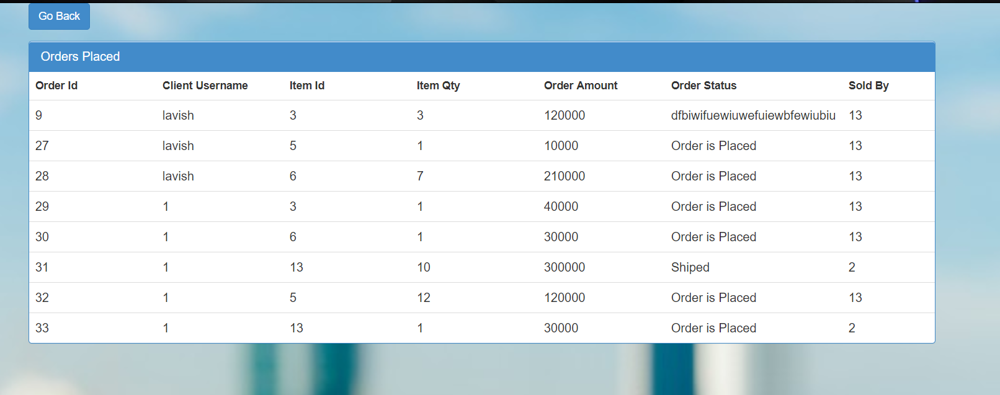 Go Back
Orders Placed
Order Id Client Username Item Id Item Qty Order Amount Order Status Sold By
9 lavish 3 3 120000 dfbiwifuewiuwefuiewbfewiubiu 13
27 lavish 5 1 10000 Order is Placed 13
28 lavish 6 7 210000 Order is Placed 13
29 1 3 1 40000 Order is Placed 13
30 1 6 1 30000 Order is Placed 13
31 1 13 10 300000 Shiped 2
32 1 5 12 120000 Order is Placed 13
33 1 13 1 30000 Order is Placed 2